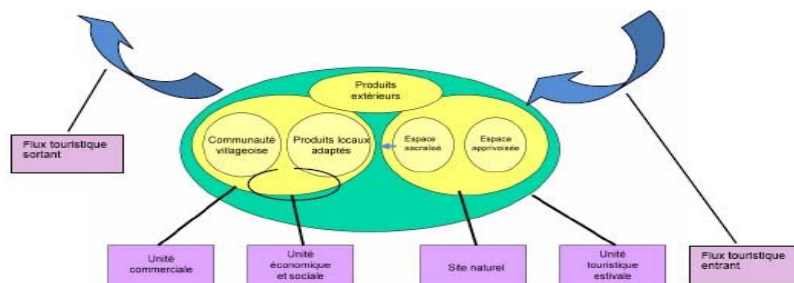 Produits
extérieurs
Communauté
villageoise
Produits locaux
adaptés
Espace
sacralisé
Espace
apprivoisée
Flux touristique
sortant
Unité
commerciale
Unité
économique
et sociale
Site naturel
Unité
touristique
estivale
Flux touristique
entrant